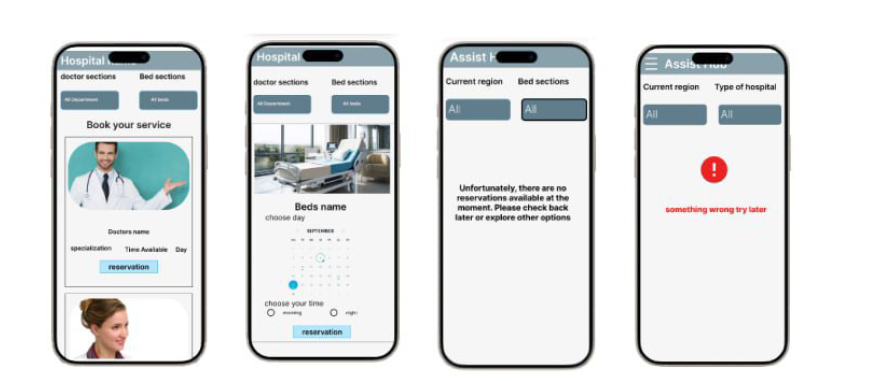 Hospital name
doctor sections Bed sections
All Department All beds
Book your service
Doctors name
specialization Time Available Day
reservation
Hospital
doctor sections Bed sections
All Department All beds
Beds name
choose day
SEPTEMBER
choose your time
morning night
reservation
Assist H
Current region Bed sections
All All
Unfortunately, there are no
reservations available at the
moment. Please check back
later or explore other options
Assist Hub
Current region Type of hospital
All All
!
something wrong try later